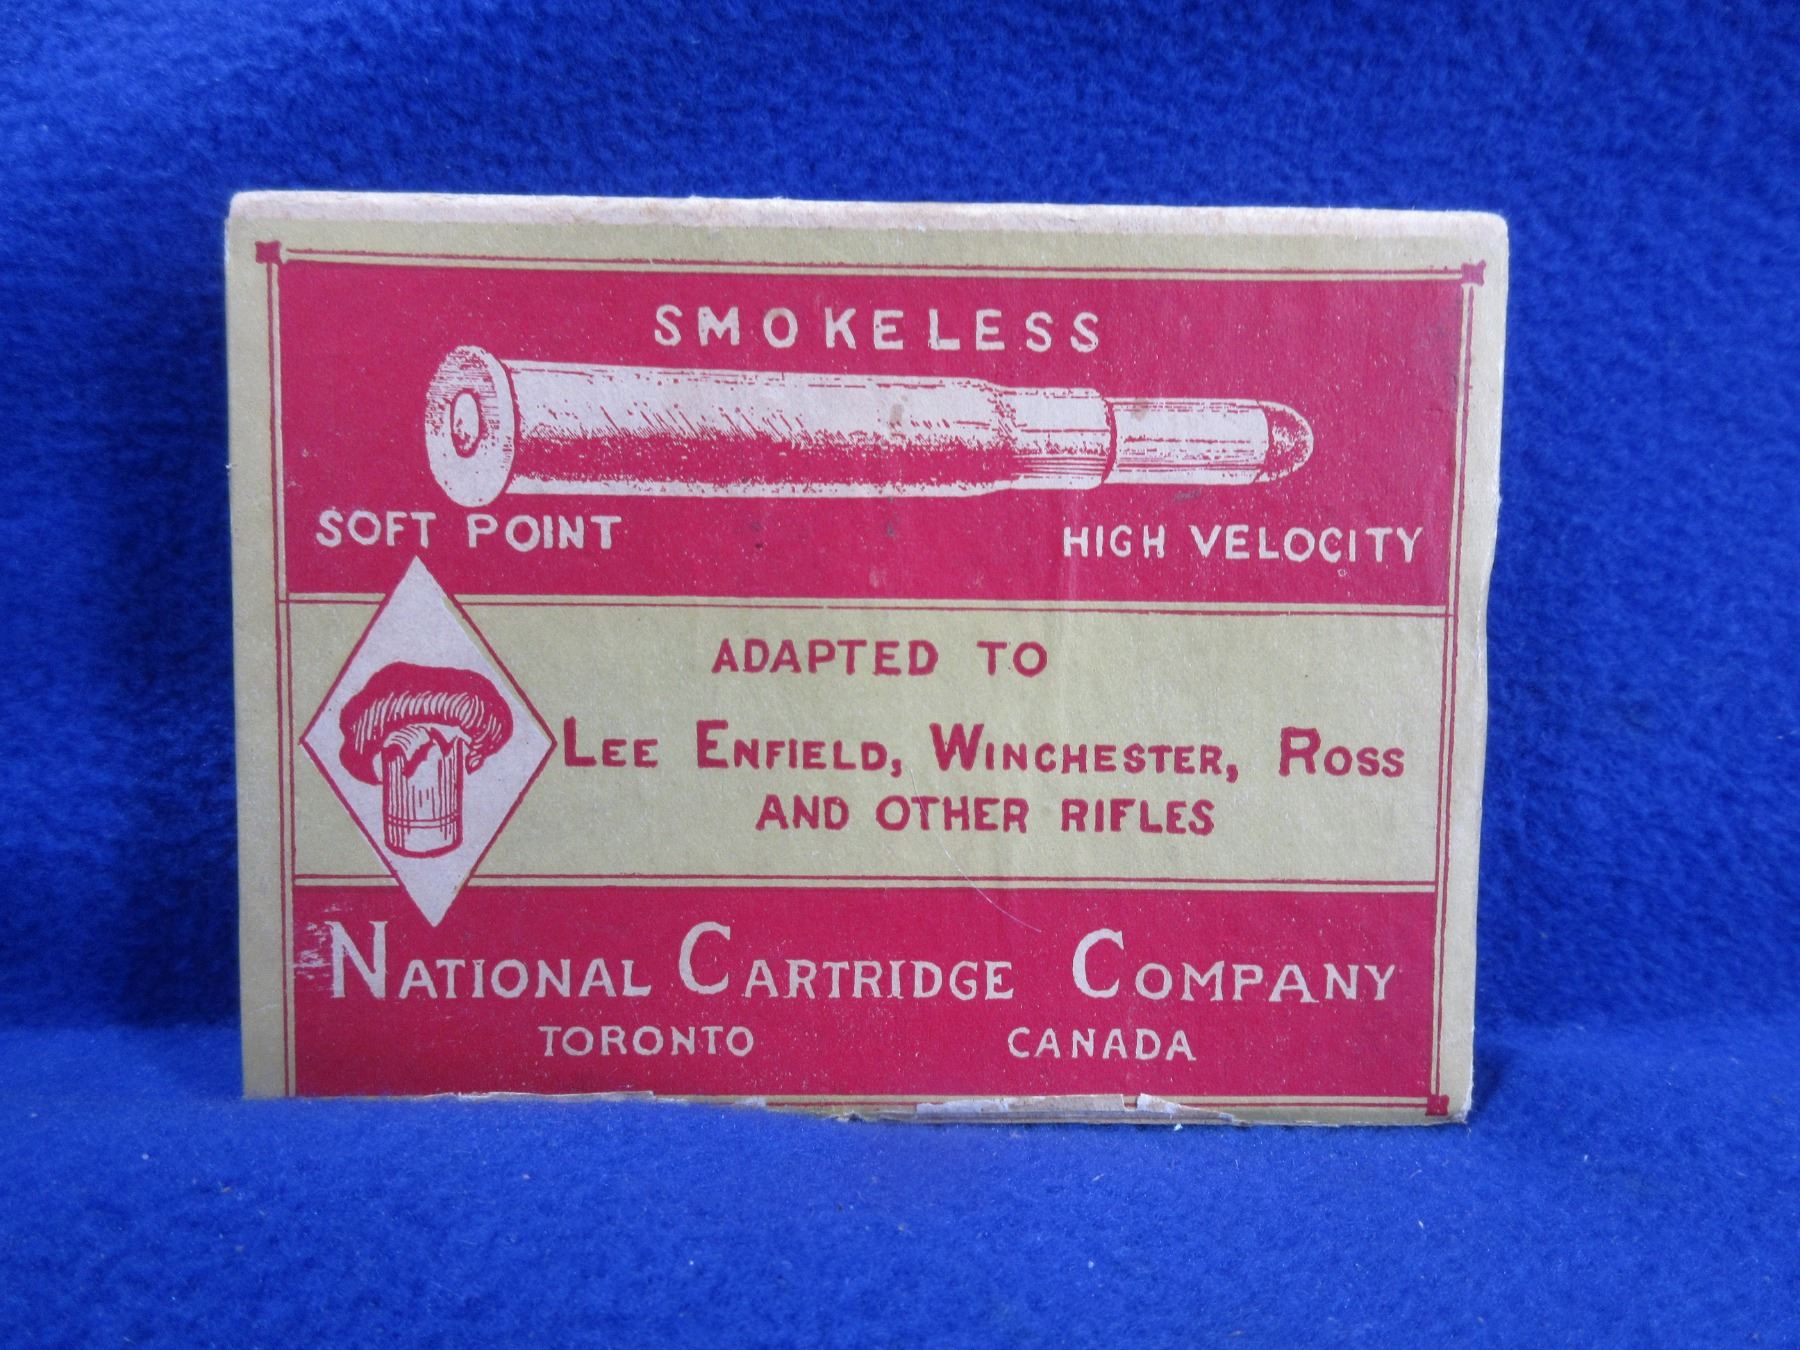 SMOKELESS
SOFT POINT HIGH VELOCITY
ADAPTED TO
LEE ENFIELD, WINCHESTER, ROSS
AND OTHER RIFLES
NATIONAL CARTRIDGE COMPANY
TORONTO CANADA